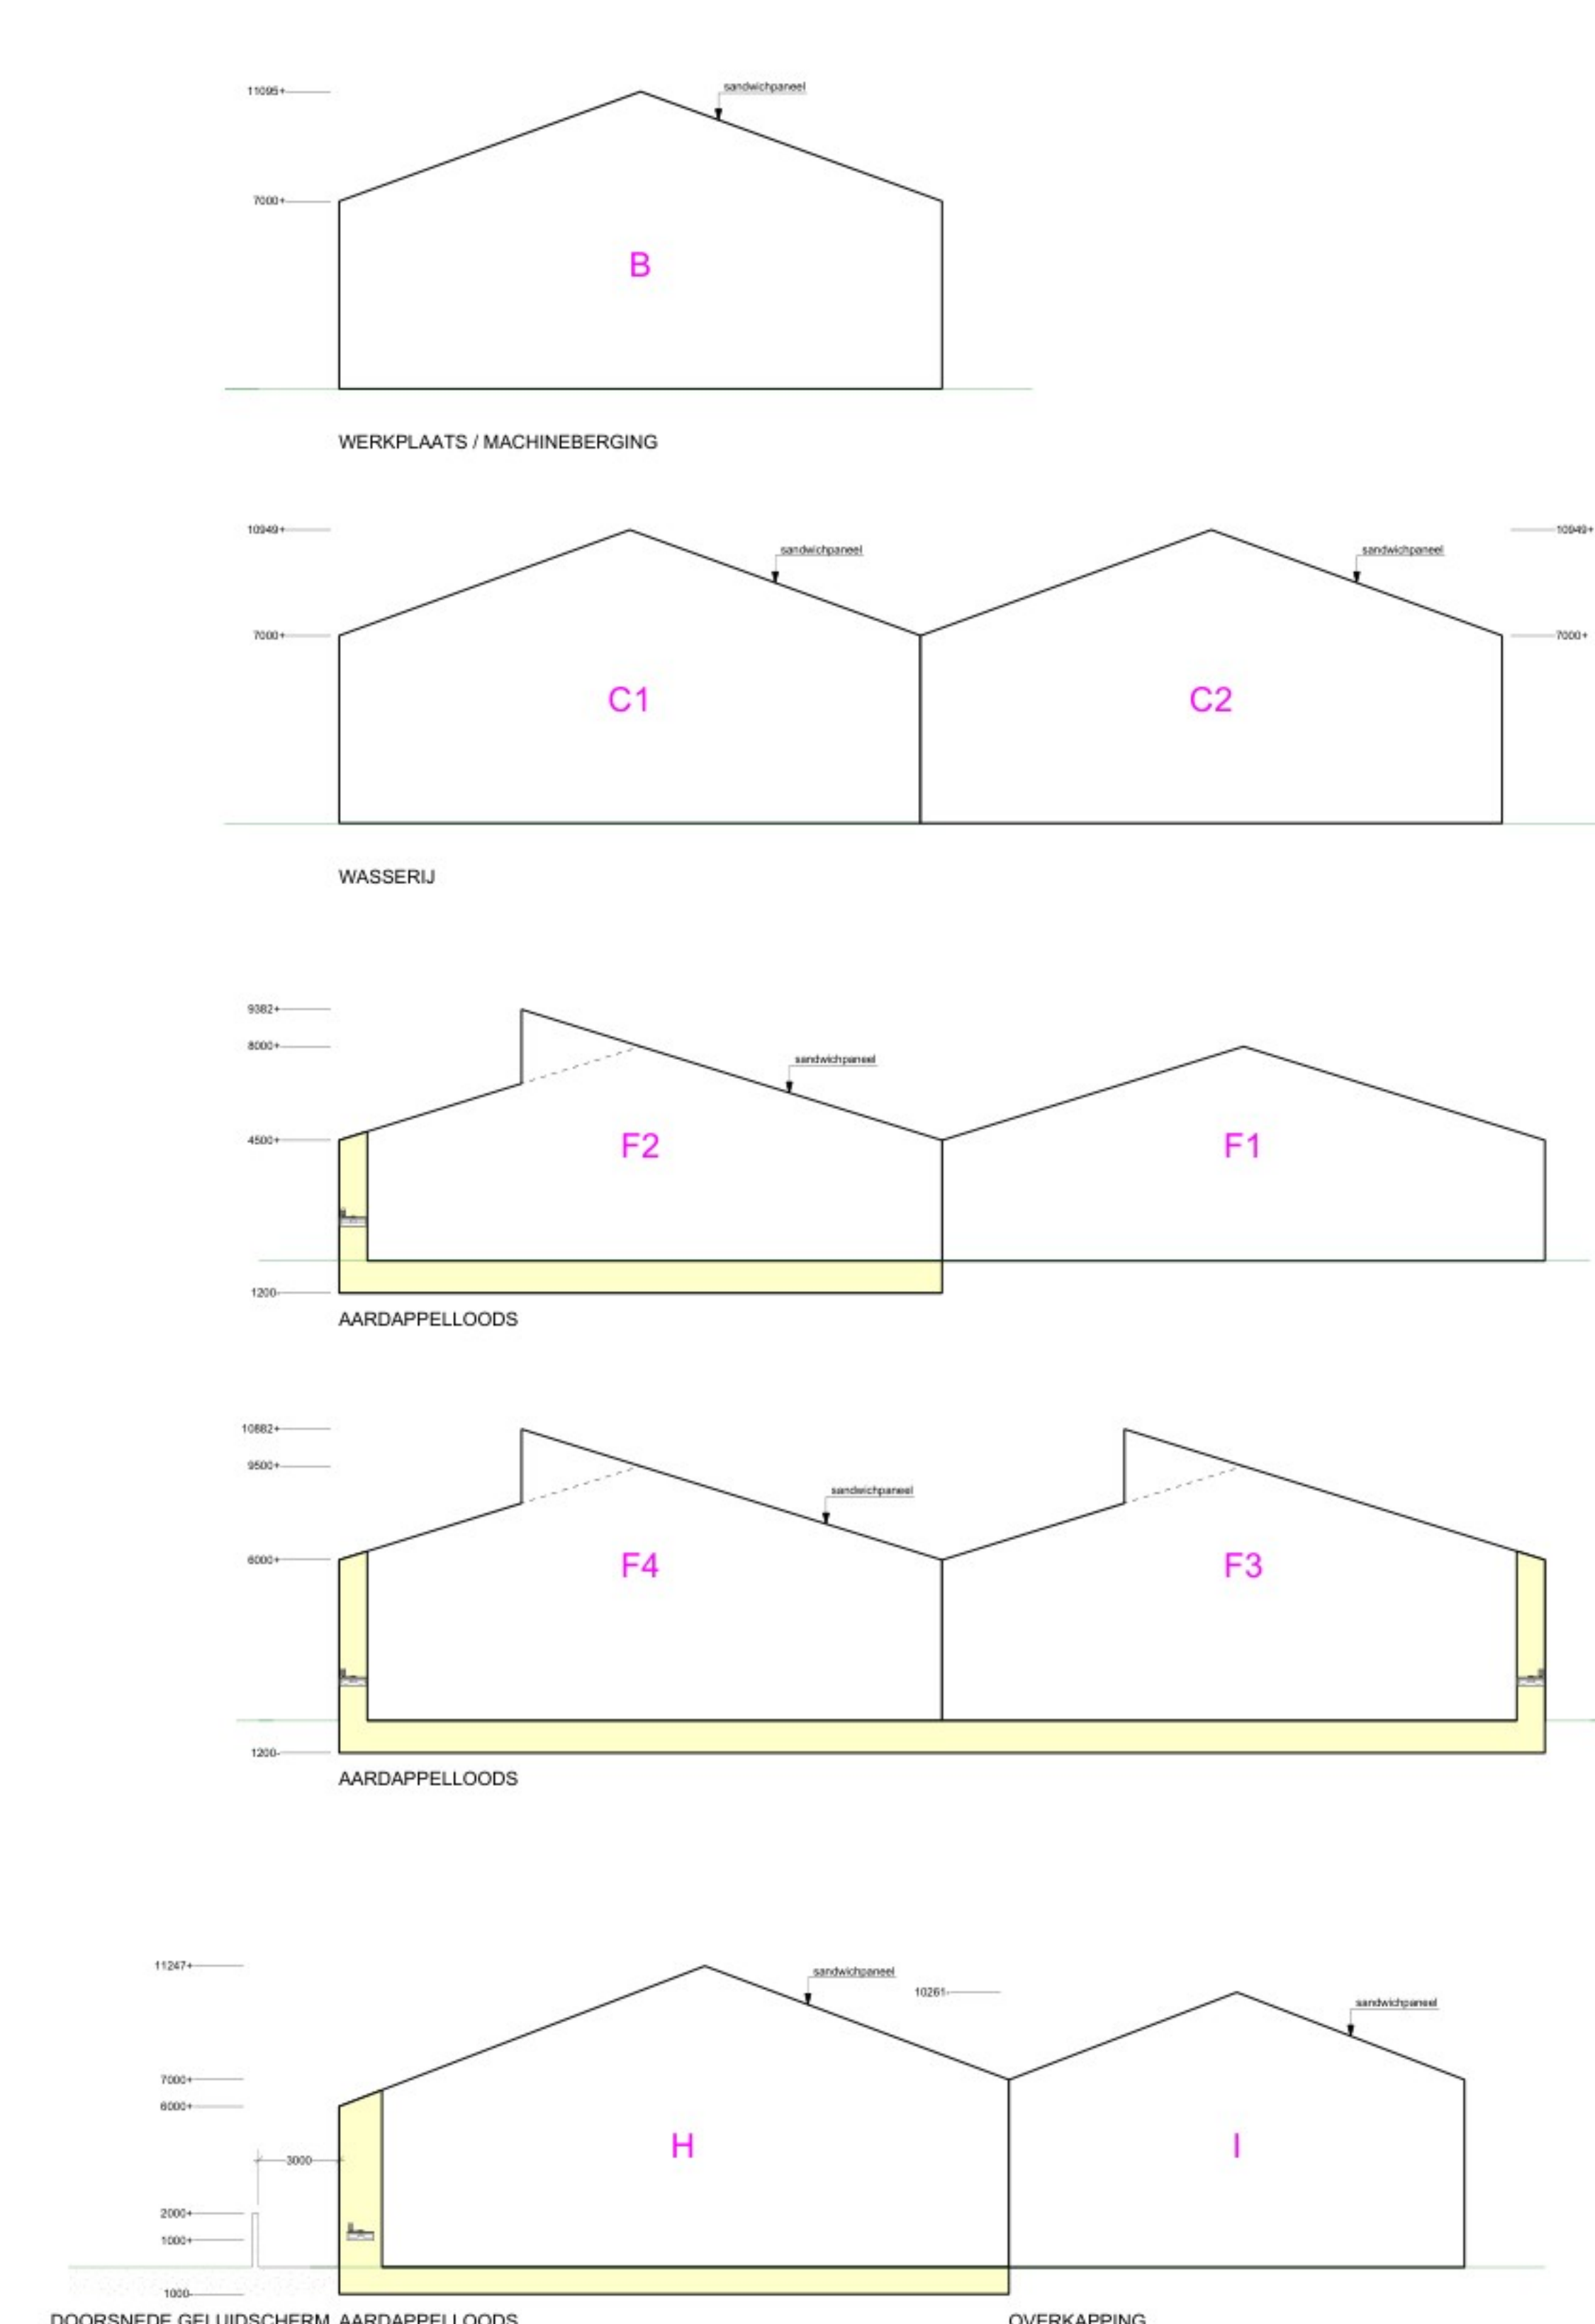 11095+
sandwichpaneel
7000+
B
WERKPLAATS / MACHINEBERGING
10949+
10949+
sandwichpaneel
sandwichpaneel
7000+
7000+
C1
C2
WASSERIJ
9382+
8000+
sandwichpaneel
4500+
F2
F1
1200-
AARDAPPELLOODS
10882+
9500+
sandwichpaneel
6000+
F4
F3
1200-
AARDAPPELLOODS
11247+
sandwichpaneel
10261-
sandwichpaneel
7000+
6000+
H
I
3000
2000+
1000+
1000-
DOORSNEDE GELUIDSCHERM AARDAPPELLOODS OVERKAPPING